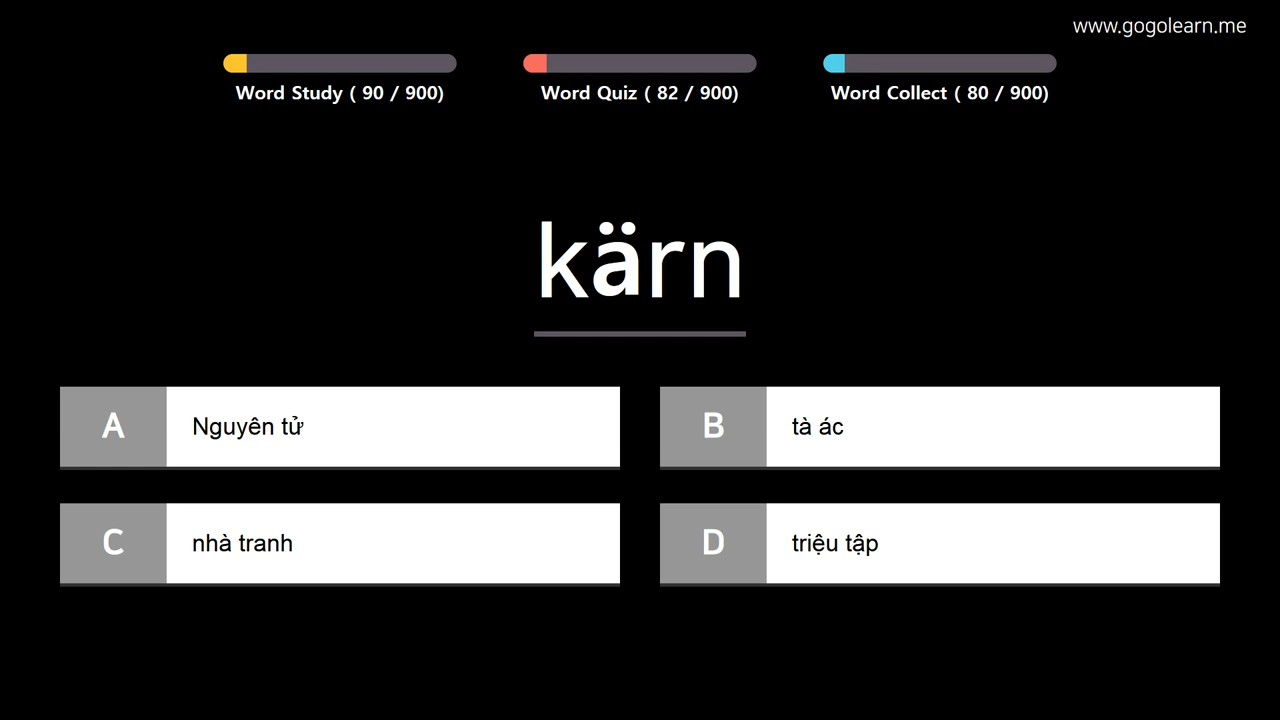 www.gogolearn.me
Word Study ( 90 / 900)
Word Quiz ( 82 / 900)
Word Collect ( 80 / 900)
kärn
A Nguyên tử
B tà ác
C nhà tranh
D triệu tập